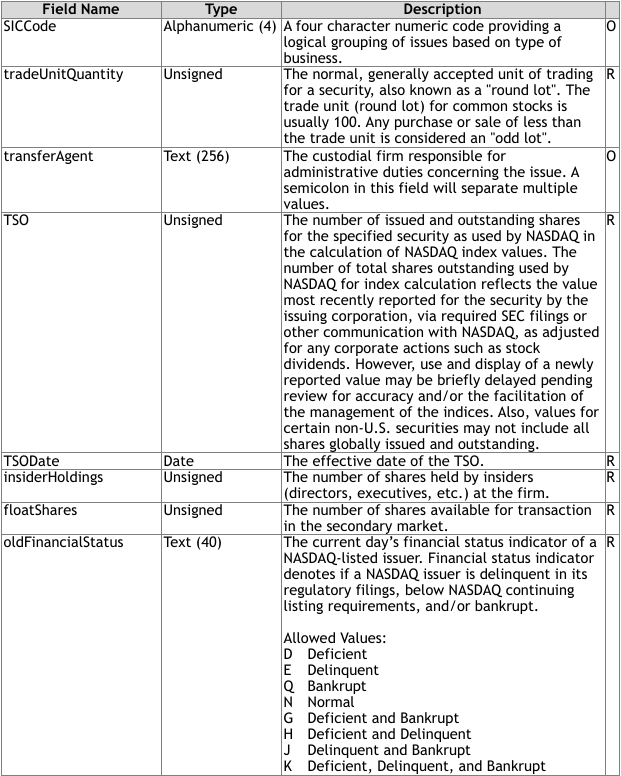 Field Name Type Description
SICCode Alphanumeric (4) A four character numeric code providing a O
logical grouping of issues based on type of
business.
tradeUnitQuantity Unsigned The normal, generally accepted unit of trading R
for a security, also known as a "round lot". The
trade unit (round lot) for common stocks is
usually 100. Any purchase or sale of less than
the trade unit is considered an "odd lot".
transferAgent Text (256) The custodial firm responsible for O
administrative duties concerning the issue. A
semicolon in this field will separate multiple
values.
TSO Unsigned The number of issued and outstanding shares R
for the specified security as used by NASDAQ in
the calculation of NASDAQ index values. The
number of total shares outstanding used by
NASDAQ for index calculation reflects the value
most recently reported for the security by the
issuing corporation, via required SEC filings or
other communication with NASDAQ, as adjusted
for any corporate actions such as stock
dividends. However, use and display of a newly
reported value may be briefly delayed pending
review for accuracy and/or the facilitation of
the management of the indices. Also, values for
certain non-U.S. securities may not include all
shares globally issued and outstanding.
TSODate Date The effective date of the TSO. R
insiderHoldings Unsigned The number of shares held by insiders R
(directors, executives, etc.) at the firm.
floatShares Unsigned The number of shares available for transaction R
in the secondary market.
oldFinancialStatus Text (40) The current day's financial status indicator of a R
NASDAQ-listed issuer. Financial status indicator
denotes if a NASDAQ issuer is delinquent in its
regulatory filings, below NASDAQ continuing
listing requirements, and/or bankrupt.
Allowed Values:
D Deficient
E Delinquent
Q Bankrupt
N Normal
G Deficient and Bankrupt
H Deficient and Delinquent
J Delinquent and Bankrupt
K Deficient, Delinquent, and Bankrupt